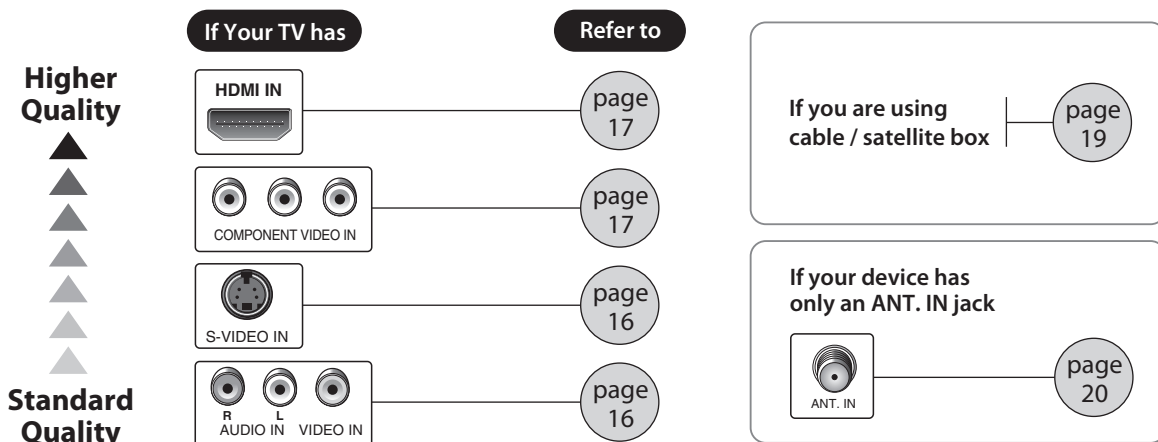 If Your TV has
Refer to
Higher
Quality
HDMI IN
page
17
COMPONENT VIDEO IN
page
17
S-VIDEO IN
page
16
Standard
Quality
R L
AUDIO IN VIDEO IN
page
16
If you are using
cable / satellite box
page
19
If your device has
only an ANT. IN jack
ANT. IN
page
20